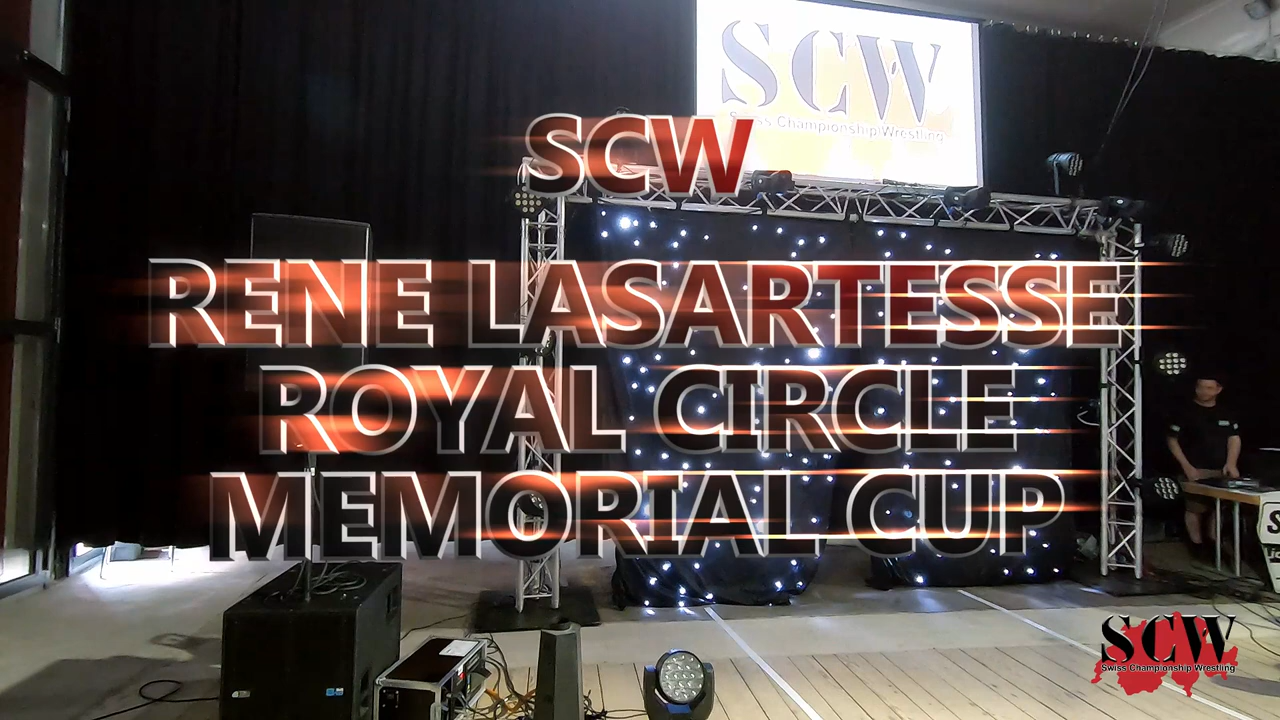 SCW
Swiss Championship Wrestling
SCW
RENE LASARTESSE
ROYAL CIRCLE
MEMORIAL CUP
SCW
Swiss Championship Wrestling